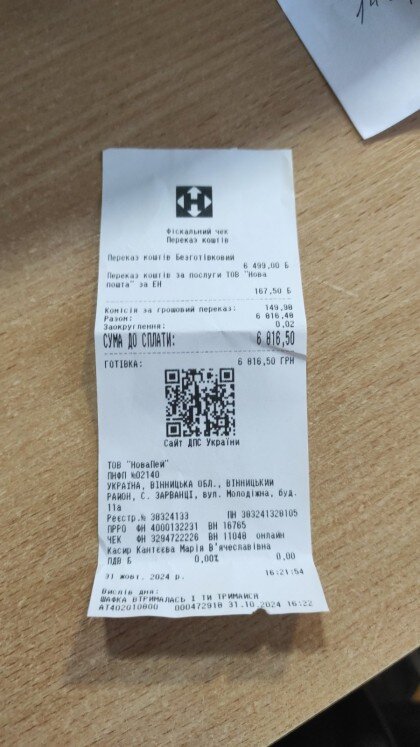 Фіскальний чек
Переказ коштів
Переказ коштів Безготівковий
6 499,00 Б
Переказ коштів за послуги ТОВ "Нова
пошта" за ЕН
167,50 Б
Комісія за грошовий переказ: 149,98
Разом: 6 816,48
Заокруглення: 0,02
СУМА ДО СПЛАТИ: 6 816,50
ГОТІВКА: 6 816,50 ГРН
Сайт ДПС України
ТОВ "НоваПей"
ПНФП №02140
УКРАЇНА, ВІННИЦЬКА ОБЛ., ВІННИЦЬКИЙ
РАЙОН, С. ЗАРВАНЦІ, вул. Молодіжна, буд.
11а
Реєстр.№ 38324133 ПН 383241328105
ПРРО ФН 4000132231 ВН 16765
ЧЕК ФН 3294722226 ВН 11048 онлайн
Касир Кантєєва Марія В'ячеславівна
ПДВ Б 0,00% 0,00
31 жовт. 2024 р. 16:21:54
Вислів дня:
ШАФКА ВТРИМАЛАСЬ І ТИ ТРИМАЙСЯ
000472918 31.10.2024 16:22